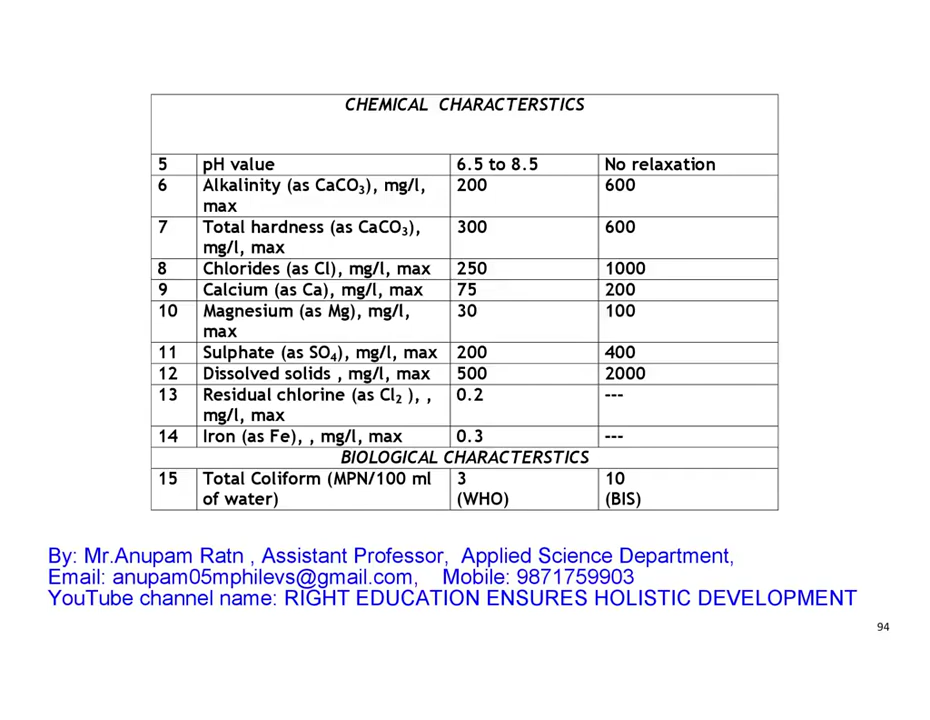 CHEMICAL CHARACTERSTICS
5 pH value 6.5 to 8.5 No relaxation
6 Alkalinity (as CaCO₃), mg/l, 200 600
max
7 Total hardness (as CaCO₃), 300 600
mg/l, max
8 Chlorides (as Cl), mg/l, max 250 1000
9 Calcium (as Ca), mg/l, max 75 200
10 Magnesium (as Mg), mg/l, 30 100
max
11 Sulphate (as SO₄), mg/l, max 200 400
12 Dissolved solids , mg/l, max 500 2000
13 Residual chlorine (as Cl₂ ), , 0.2 ---
mg/l, max
14 Iron (as Fe), , mg/l, max 0.3 ---
BIOLOGICAL CHARACTERSTICS
15 Total Coliform (MPN/100 ml 3 10
of water) (WHO) (BIS)
By: Mr.Anupam Ratn , Assistant Professor, Applied Science Department,
Email: anupam05mphilevs@gmail.com, Mobile: 9871759903
YouTube channel name: RIGHT EDUCATION ENSURES HOLISTIC DEVELOPMENT
94